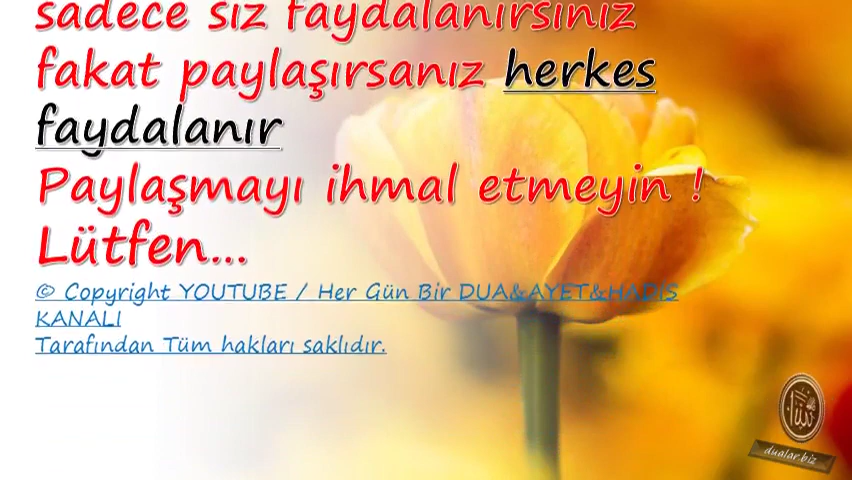 sadece siz faydalanırsınız
fakat paylaşırsanız herkes
faydalanır
Paylaşmayı ihmal etmeyin !
Lütfen...
© Copyright YOUTUBE / Her Gün Bir DUA&AYET&HADİS
KANALI
Tarafından Tüm hakları saklıdır.
dualar.biz